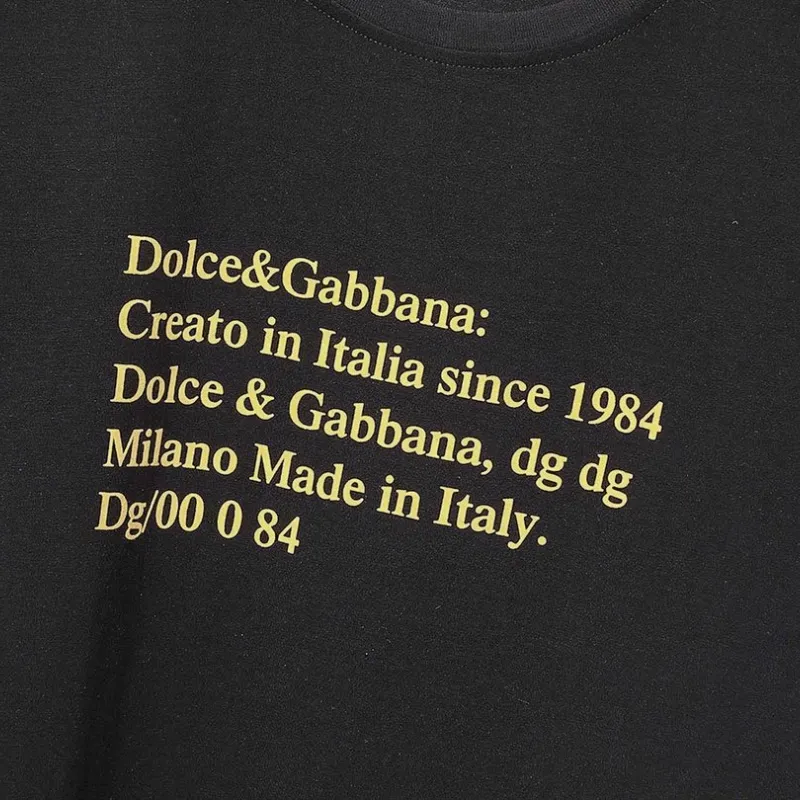 Dolce&Gabbana:
Creato in Italia since 1984
Dolce & Gabbana, dg dg
Milano Made in Italy.
Dg/00 0 84